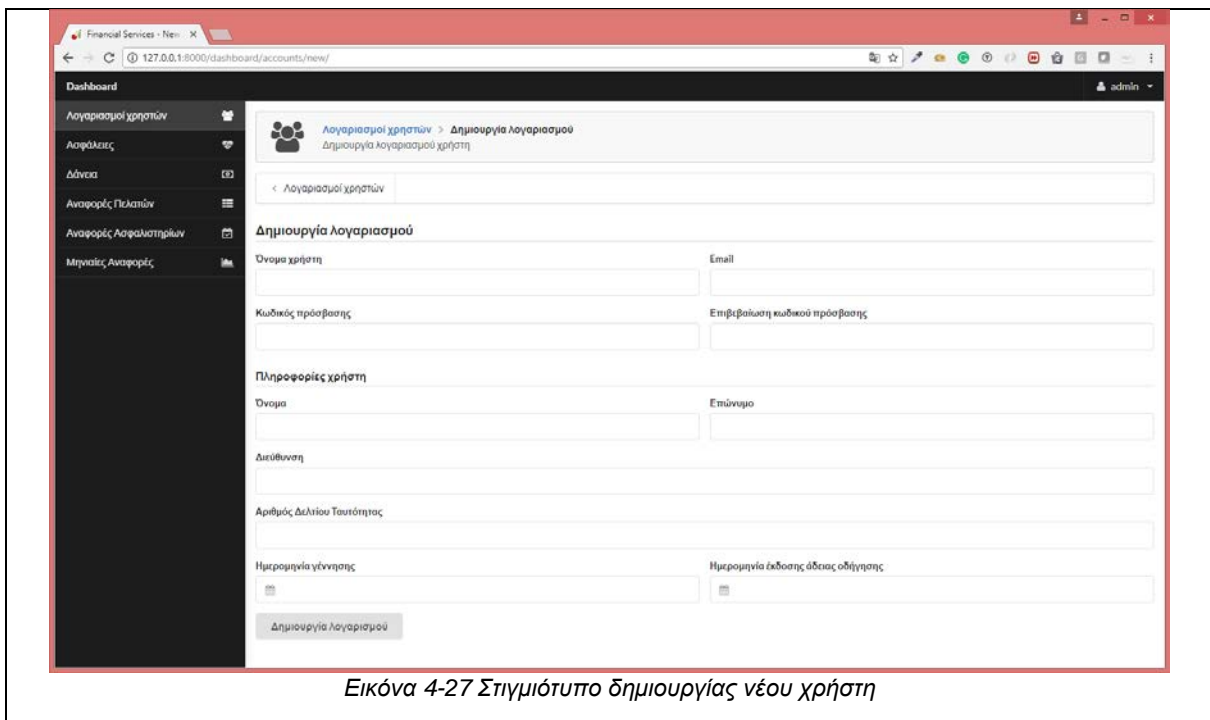 Financial Services - New
127.0.0.1:8000/dashboard/accounts/new/
Dashboard
admin
Λογαριασμοί χρηστών
Ασφάλειες
Δάνεια
Αναφορές Πελατών
Αναφορές Ασφαλιστηρίων
Μηνιαίες Αναφορές
Λογαριασμοί χρηστών > Δημιουργία λογαριασμού
Δημιουργία λογαριασμού χρήστη
< Λογαριασμοί χρηστών
Δημιουργία λογαριασμού
Όνομα χρήστη
Email
Κωδικός πρόσβασης
Επιβεβαίωση κωδικού πρόσβασης
Πληροφορίες χρήστη
Όνομα
Επώνυμο
Διεύθυνση
Αριθμός Δελτίου Ταυτότητας
Ημερομηνία γέννησης
Ημερομηνία έκδοσης άδειας οδήγησης
Δημιουργία λογαρισμού
Εικόνα 4-27 Στιγμιότυπο δημιουργίας νέου χρήστη